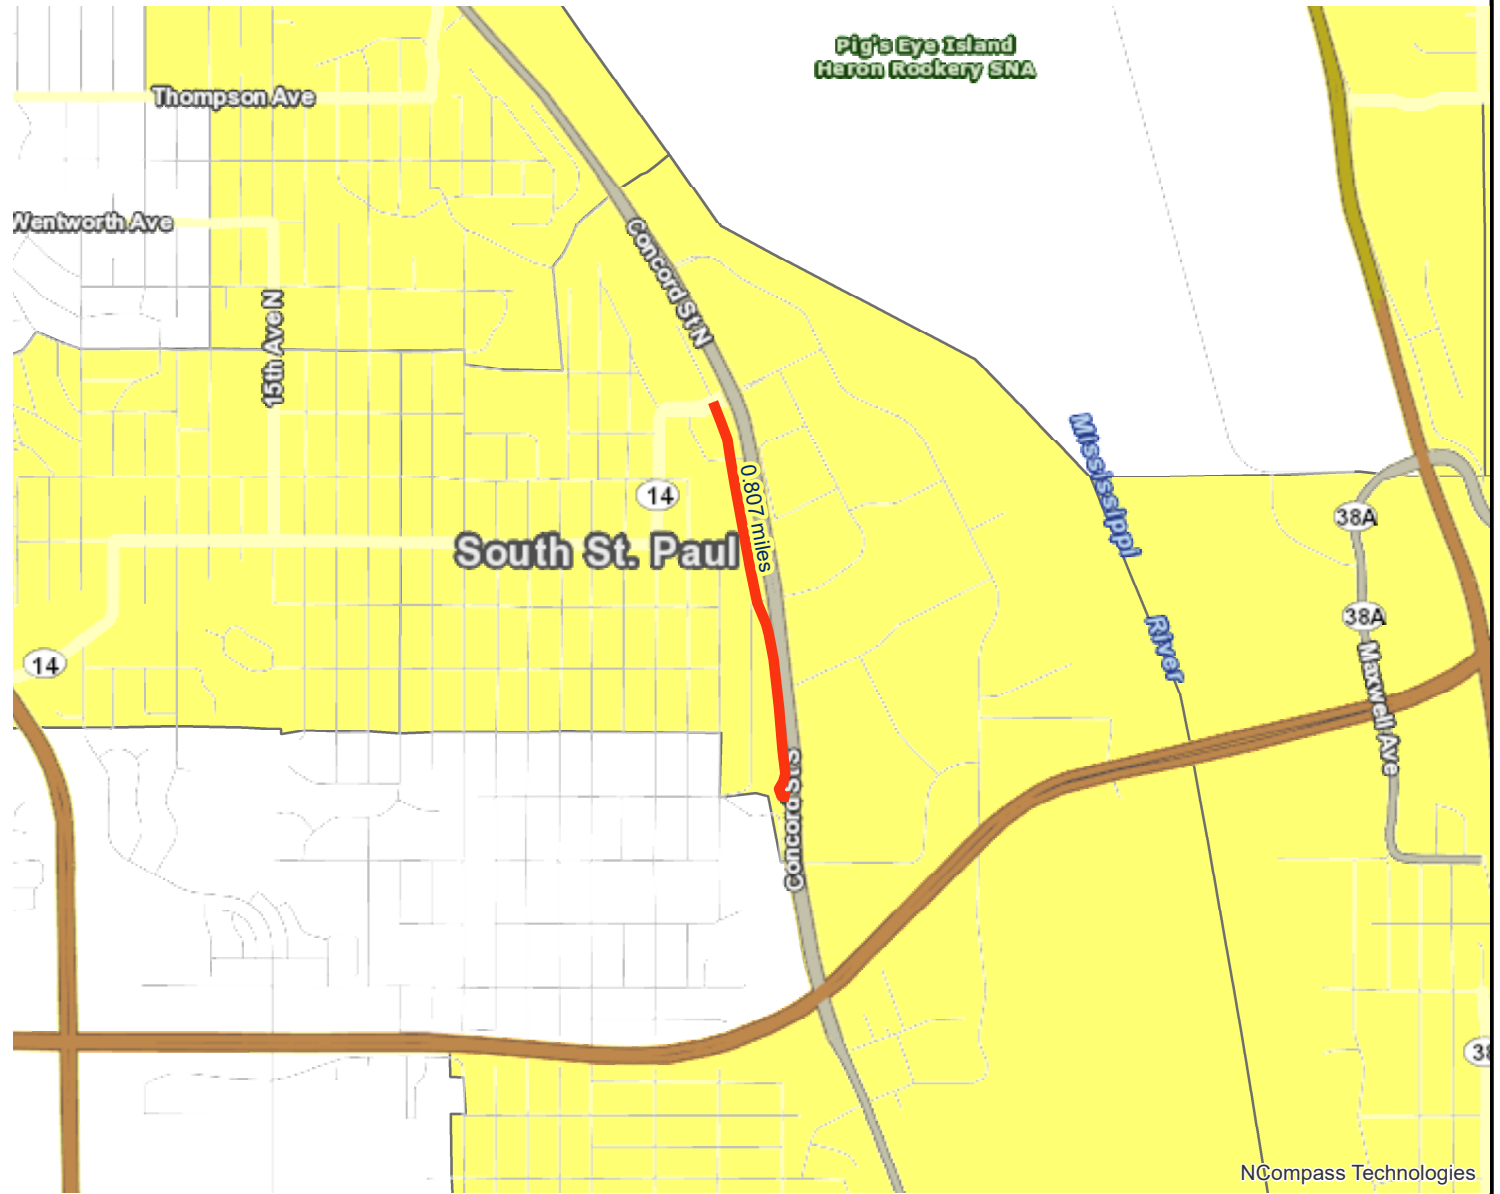 Pig's Eye Island
Heron Rookery SNA
Thompson Ave
Wentworth Ave
Concord St N
15th Ave N
Mississippi
River
14
0.807 miles
South St. Paul
38A
38A
14
Maxwell Ave
Concord St S
38
NCompass Technologies